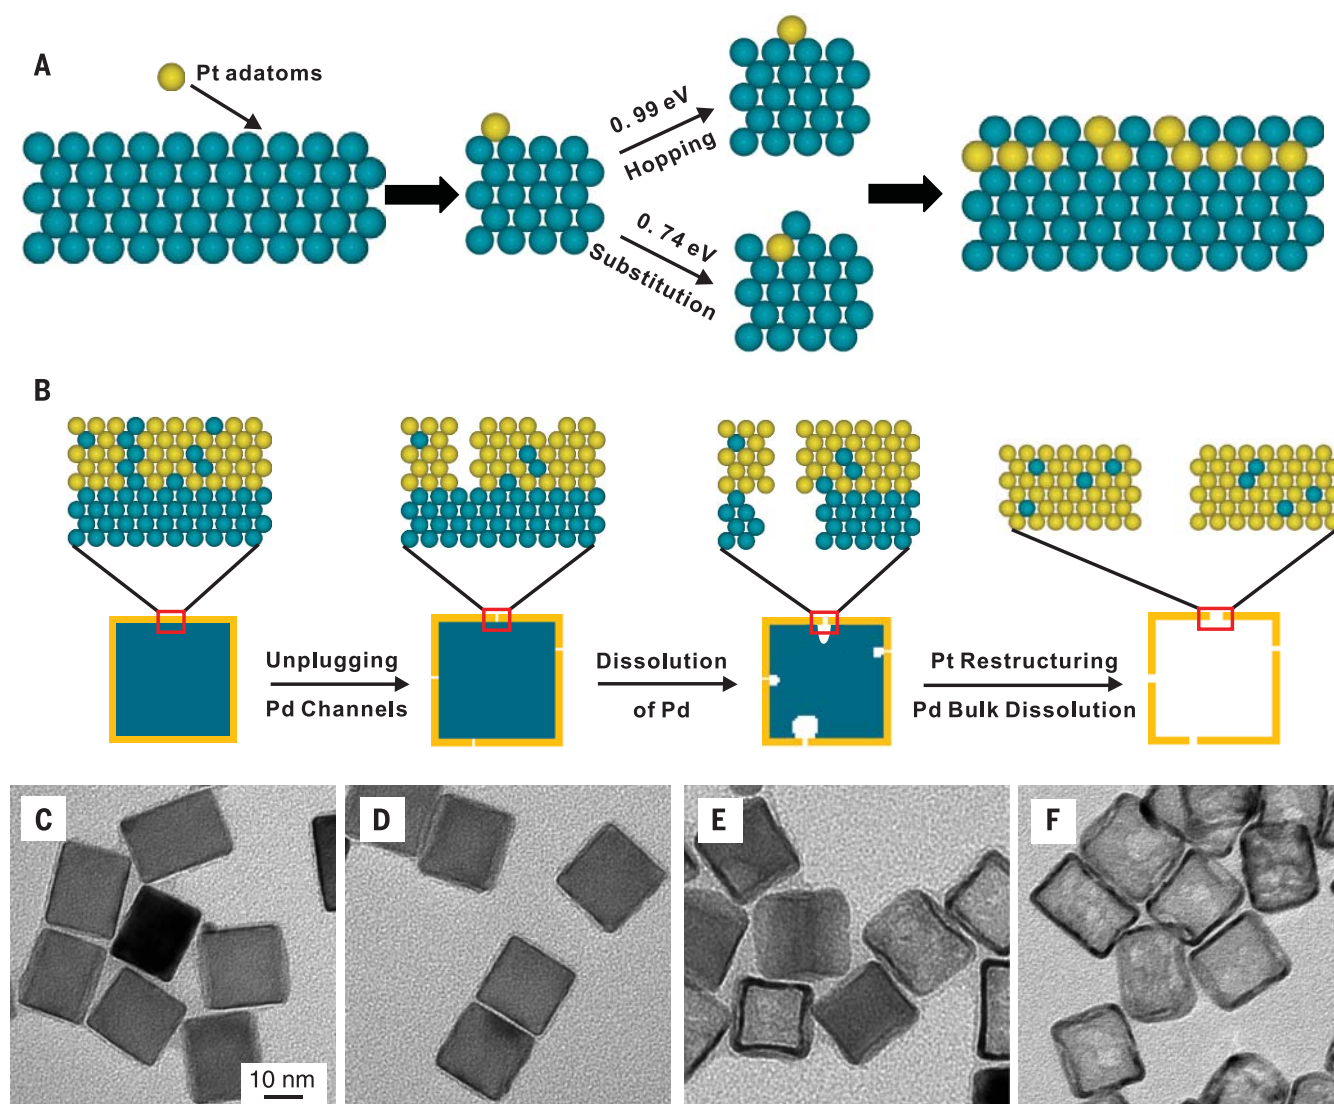 A
Pt adatoms
0.99 eV
Hopping
0.74 eV
Substitution
B
Unplugging
Pd Channels
Dissolution
of Pd
Pt Restructuring
Pd Bulk Dissolution
C
D
E
F
10 nm